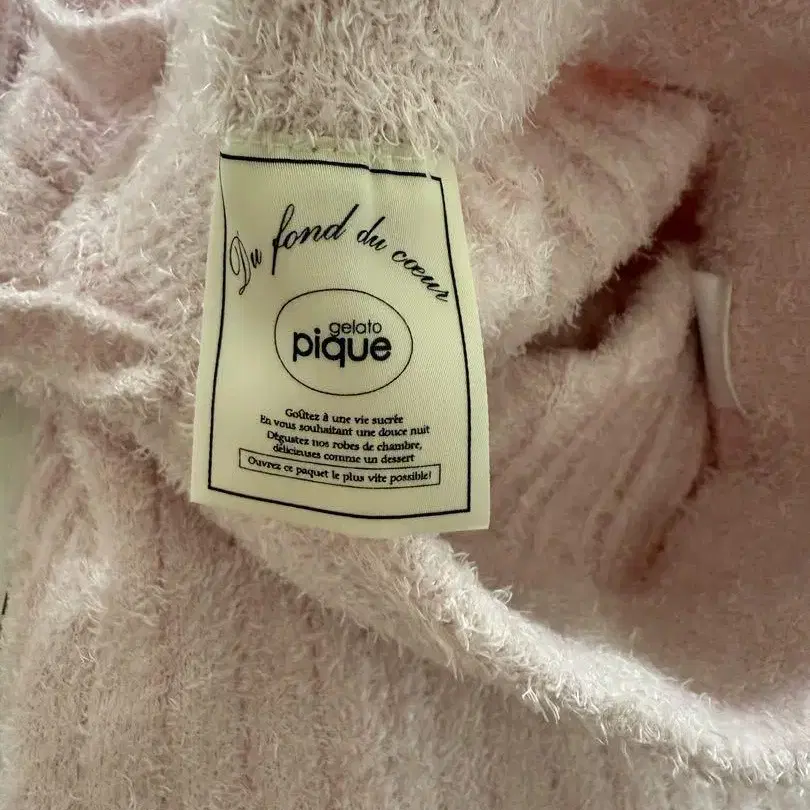 Du fond du cœur
gelato
pique
Goûtez à une vie sucrée
En vous souhaitant une douce nuit
Dégustez nos robes de chambre,
délicieuses comme un dessert
Ouvrez ce paquet le plus vite possible!